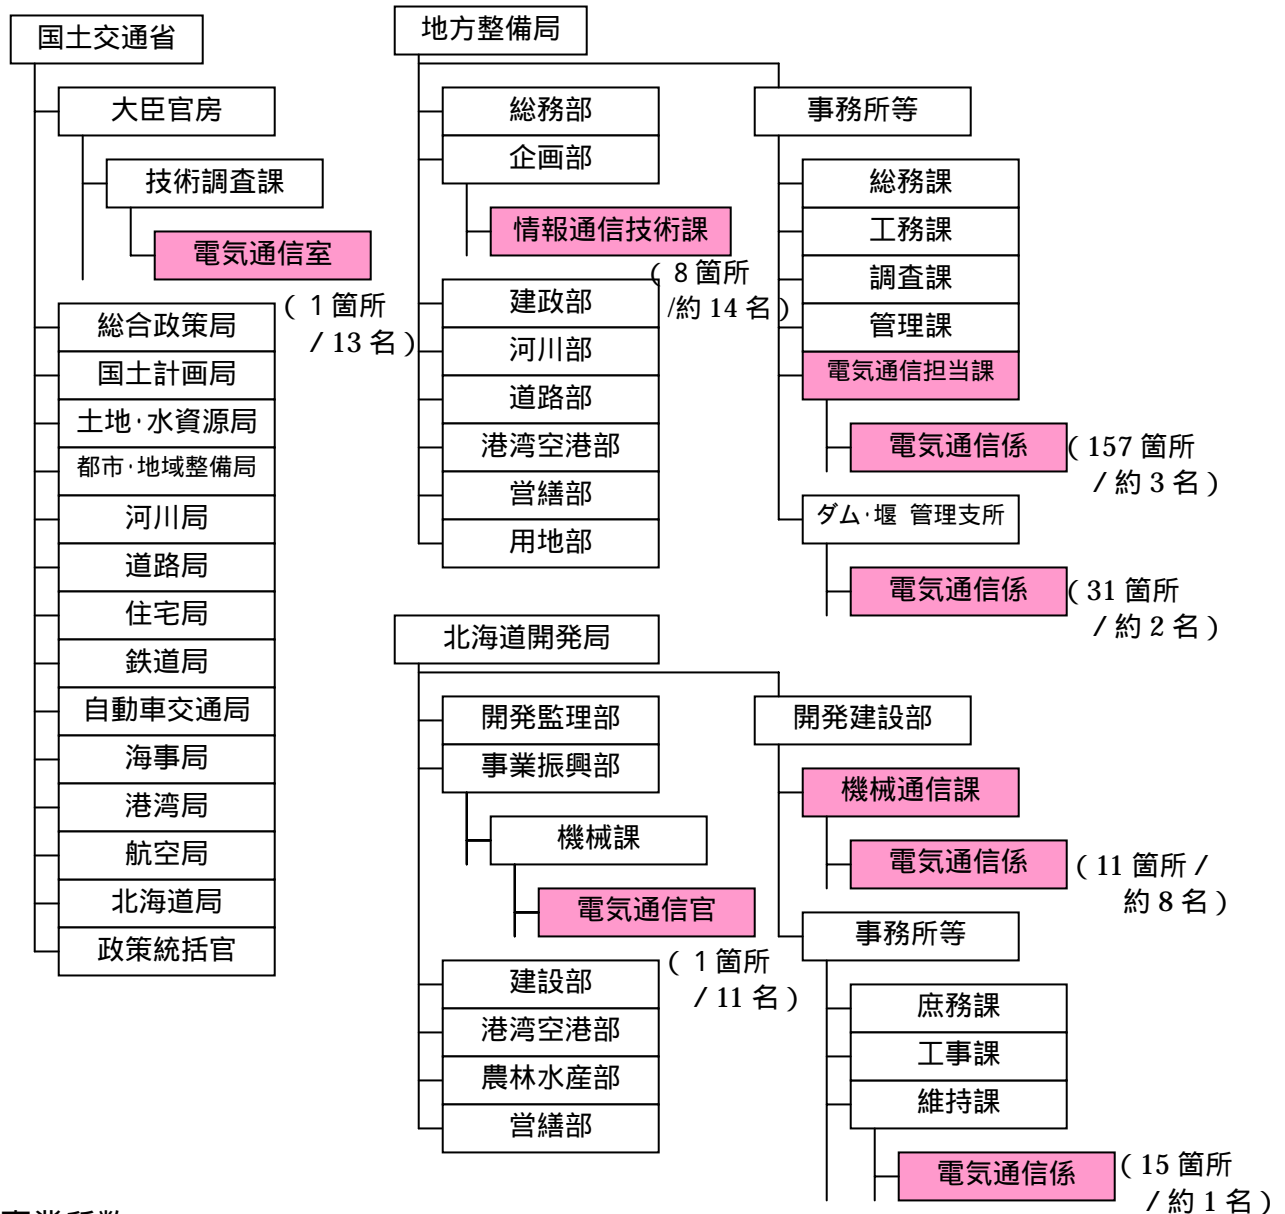 国土交通省
大臣官房
技術調査課
電気通信室
( 1箇所
/ 13 名 )
総合政策局
国土計画局
土地・水資源局
都市・地域整備局
河川局
道路局
住宅局
鉄道局
自動車交通局
海事局
港湾局
航空局
北海道局
政策統括官
地方整備局
総務部
企画部
情報通信技術課
( 8 箇所
/約 14 名 )
建政部
河川部
道路部
港湾空港部
営繕部
用地部
事務所等
総務課
工務課
調査課
管理課
電気通信担当課
電気通信係
( 157 箇所
/ 約 3 名 )
ダム・堰 管理支所
電気通信係
( 31 箇所
/ 約 2 名 )
北海道開発局
開発監理部
事業振興部
機械課
電気通信官
( 1箇所
/ 11 名 )
建設部
港湾空港部
農林水産部
営繕部
開発建設部
機械通信課
電気通信係
( 11 箇所 /
約 8 名 )
事務所等
庶務課
工事課
維持課
電気通信係
( 15 箇所
/ 約 1 名 )